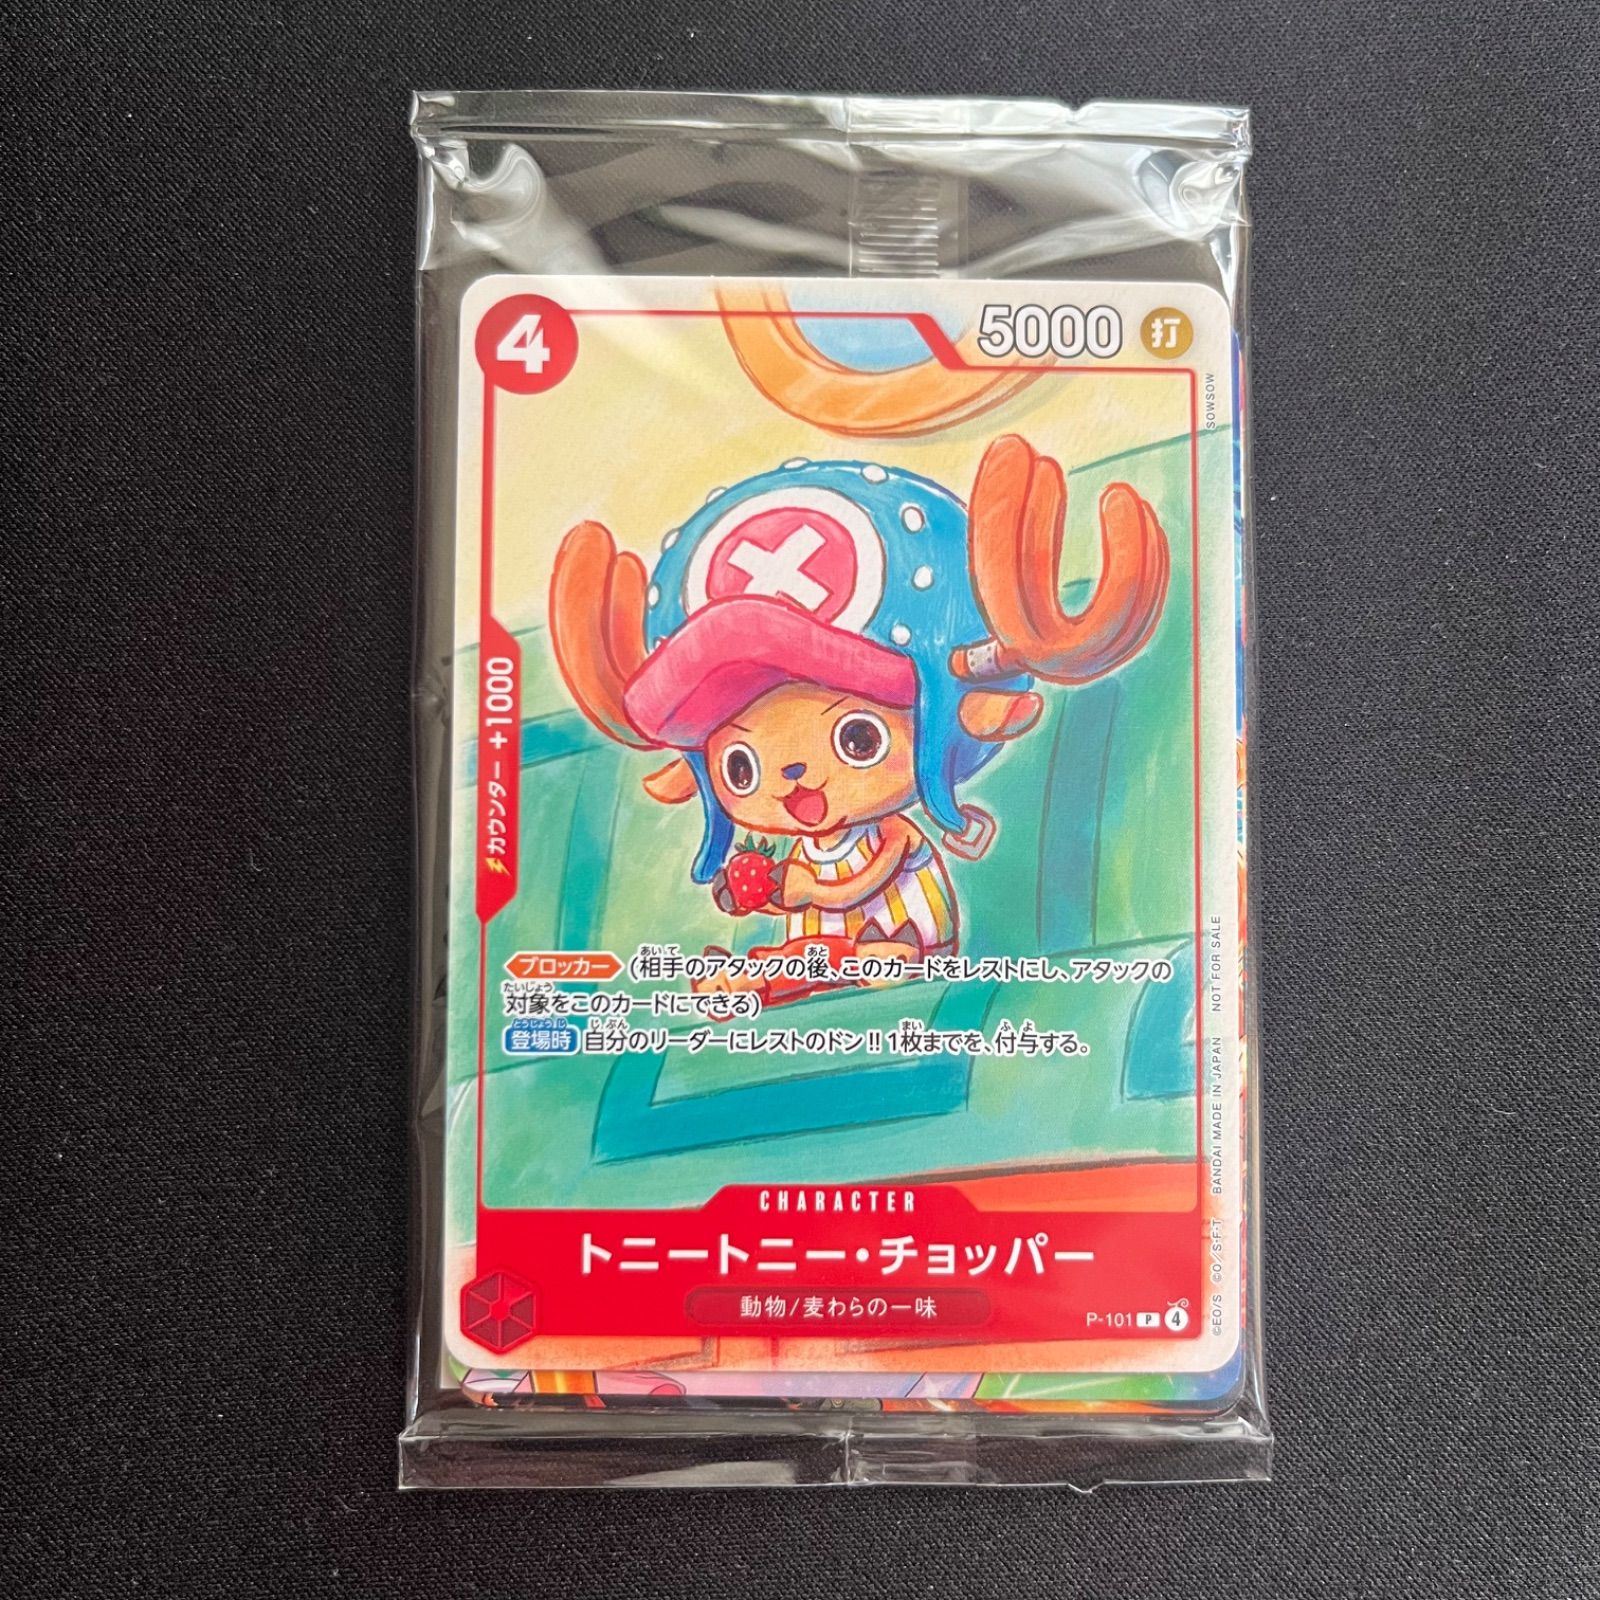 4
5000
打
SOWSOW
カウンター +1000
ブロッカー (相手のアタックの後、このカードをレストにし、アタックの
対象をこのカードにできる)
登場時 自分のリーダーにレストのドン!!1枚までを、付与する。
CHARACTER
トニートニー・チョッパー
動物/麦わらの一味
P-101 P 4
©EO/S ©O/S・F・T BANDAI MADE IN JAPAN NOT FOR SALE